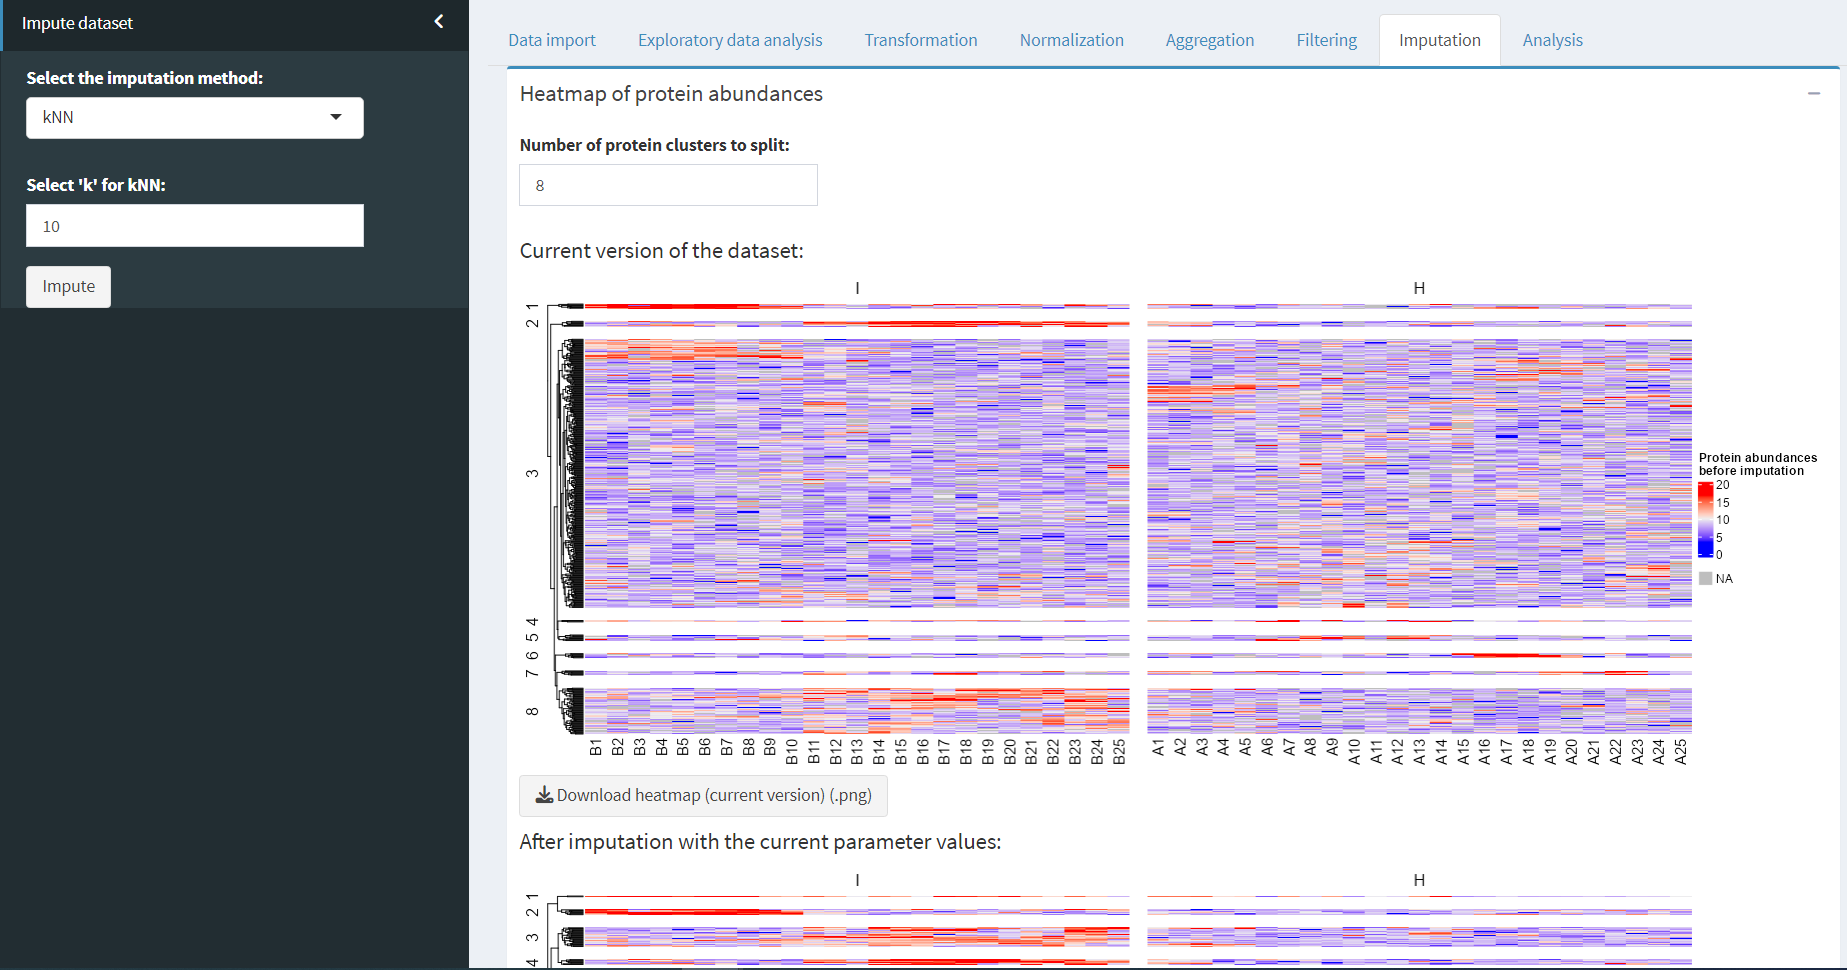 Impute dataset
Select the imputation method:
kNN
Select 'k' for kNN:
10
Impute
Data import Exploratory data analysis Transformation Normalization Aggregation Filtering Imputation Analysis
Heatmap of protein abundances
Number of protein clusters to split:
8
Current version of the dataset:
I H
1
2
3
4
5
6
7
8
B1 B2 B3 B4 B5 B6 B7 B8 B9 B10 B11 B12 B13 B14 B15 B16 B17 B18 B19 B20 B21 B22 B23 B24 B25 A1 A2 A3 A4 A5 A6 A7 A8 A9 A10 A11 A12 A13 A14 A15 A16 A17 A18 A19 A20 A21 A22 A23 A24 A25
Protein abundances
before imputation
20
15
10
5
0
NA
Download heatmap (current version) (.png)
After imputation with the current parameter values:
I H
1
2
3
4